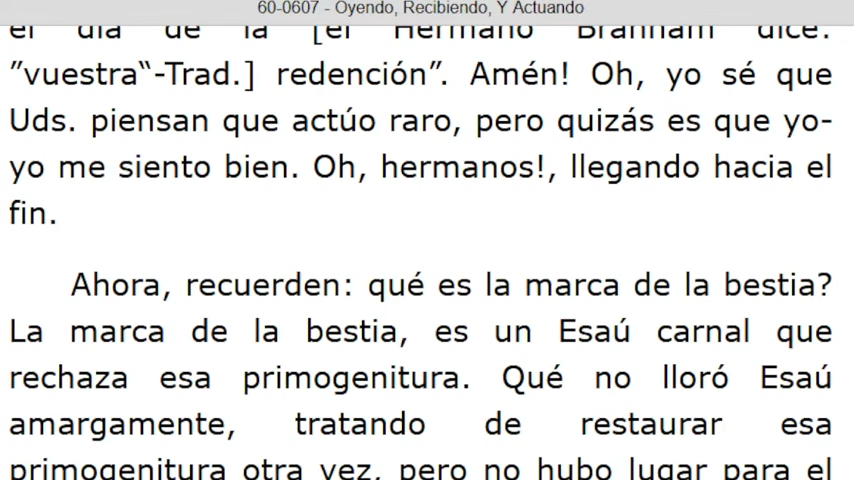 60-0607 - Oyendo, Recibiendo, Y Actuando
el día de la [el Hermano Branham dice:
”vuestra“-Trad.] redención”. Amén! Oh, yo sé que
Uds. piensan que actúo raro, pero quizás es que yo-
yo me siento bien. Oh, hermanos!, llegando hacia el
fin.
Ahora, recuerden: qué es la marca de la bestia?
La marca de la bestia, es un Esaú carnal que
rechaza esa primogenitura. Qué no lloró Esaú
amargamente, tratando de restaurar esa
primogenitura otra vez, pero no hubo lugar para el